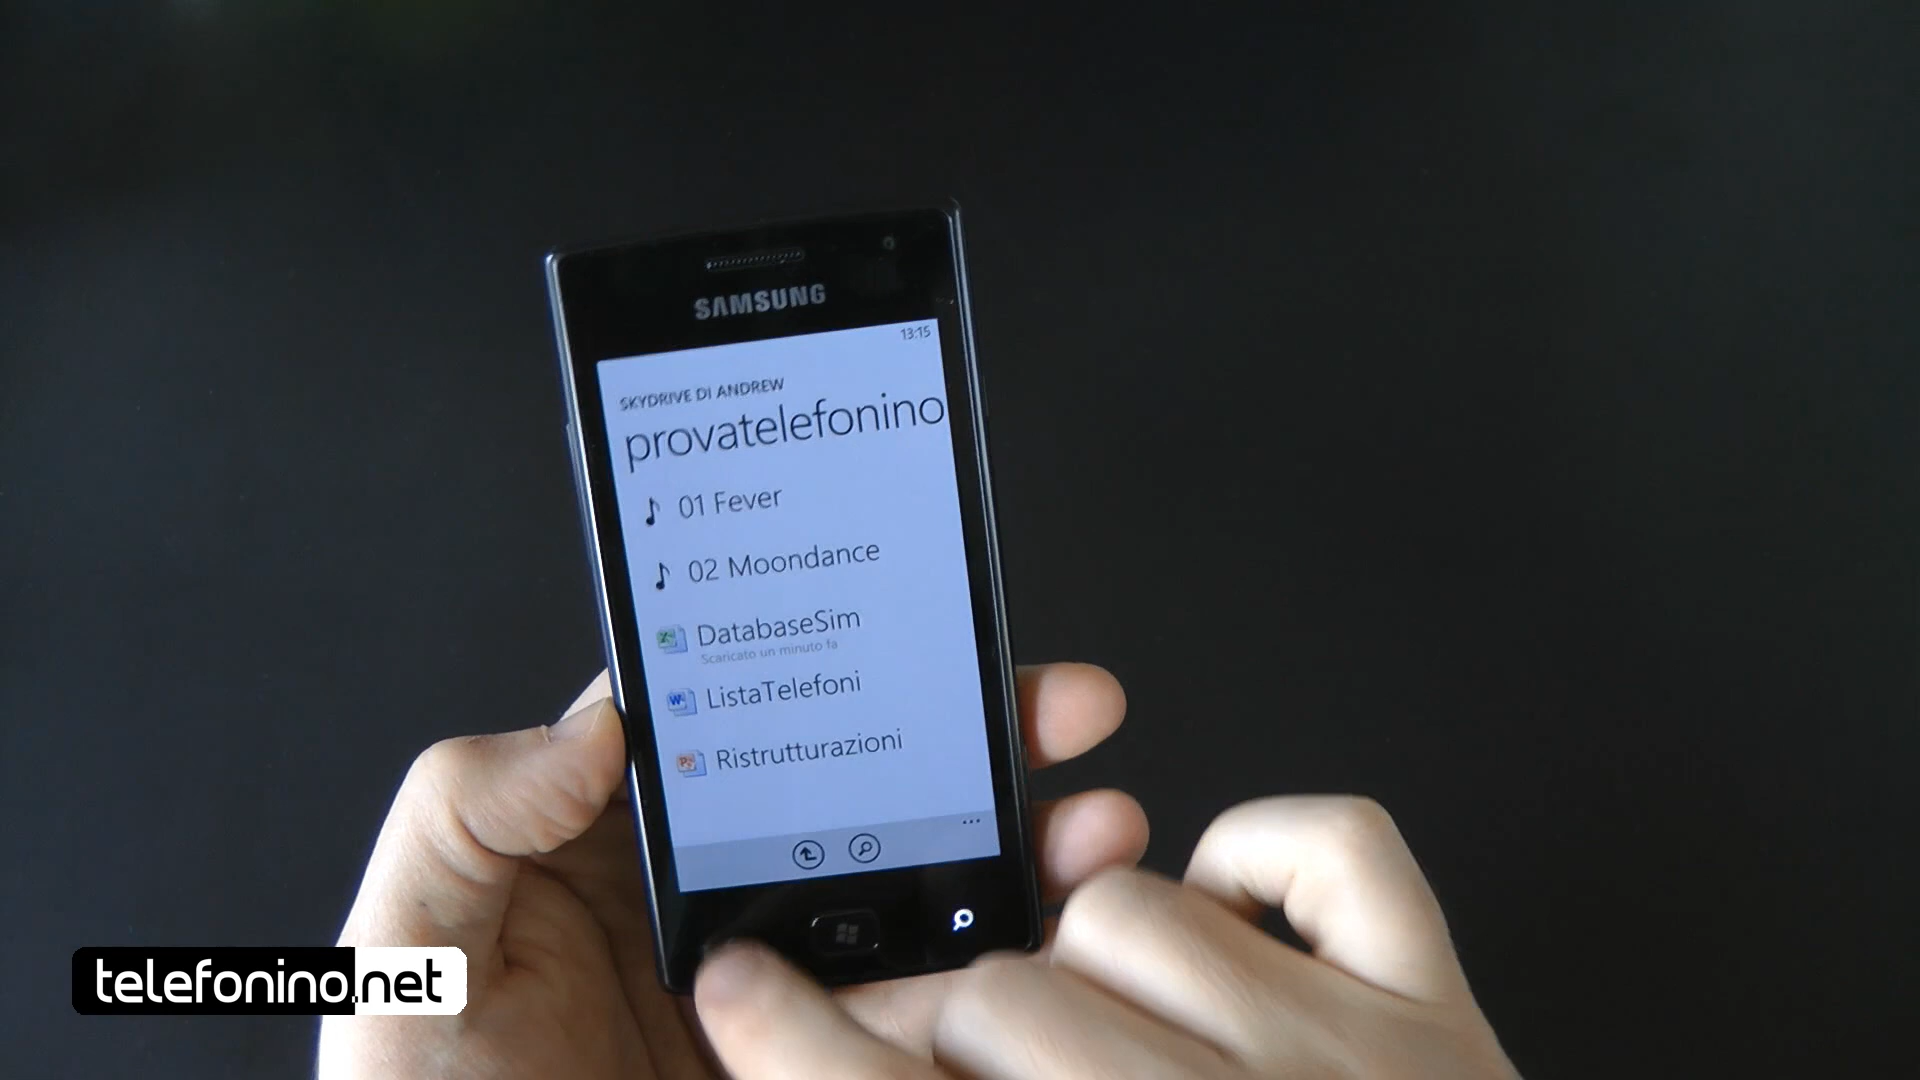 SAMSUNG
13:15
SKYDRIVE DI ANDREW
provatelefonino
01 Fever
02 Moondance
DatabaseSim
Scaricato un minuto fa
ListaTelefoni
Ristrutturazioni
telefonino.net